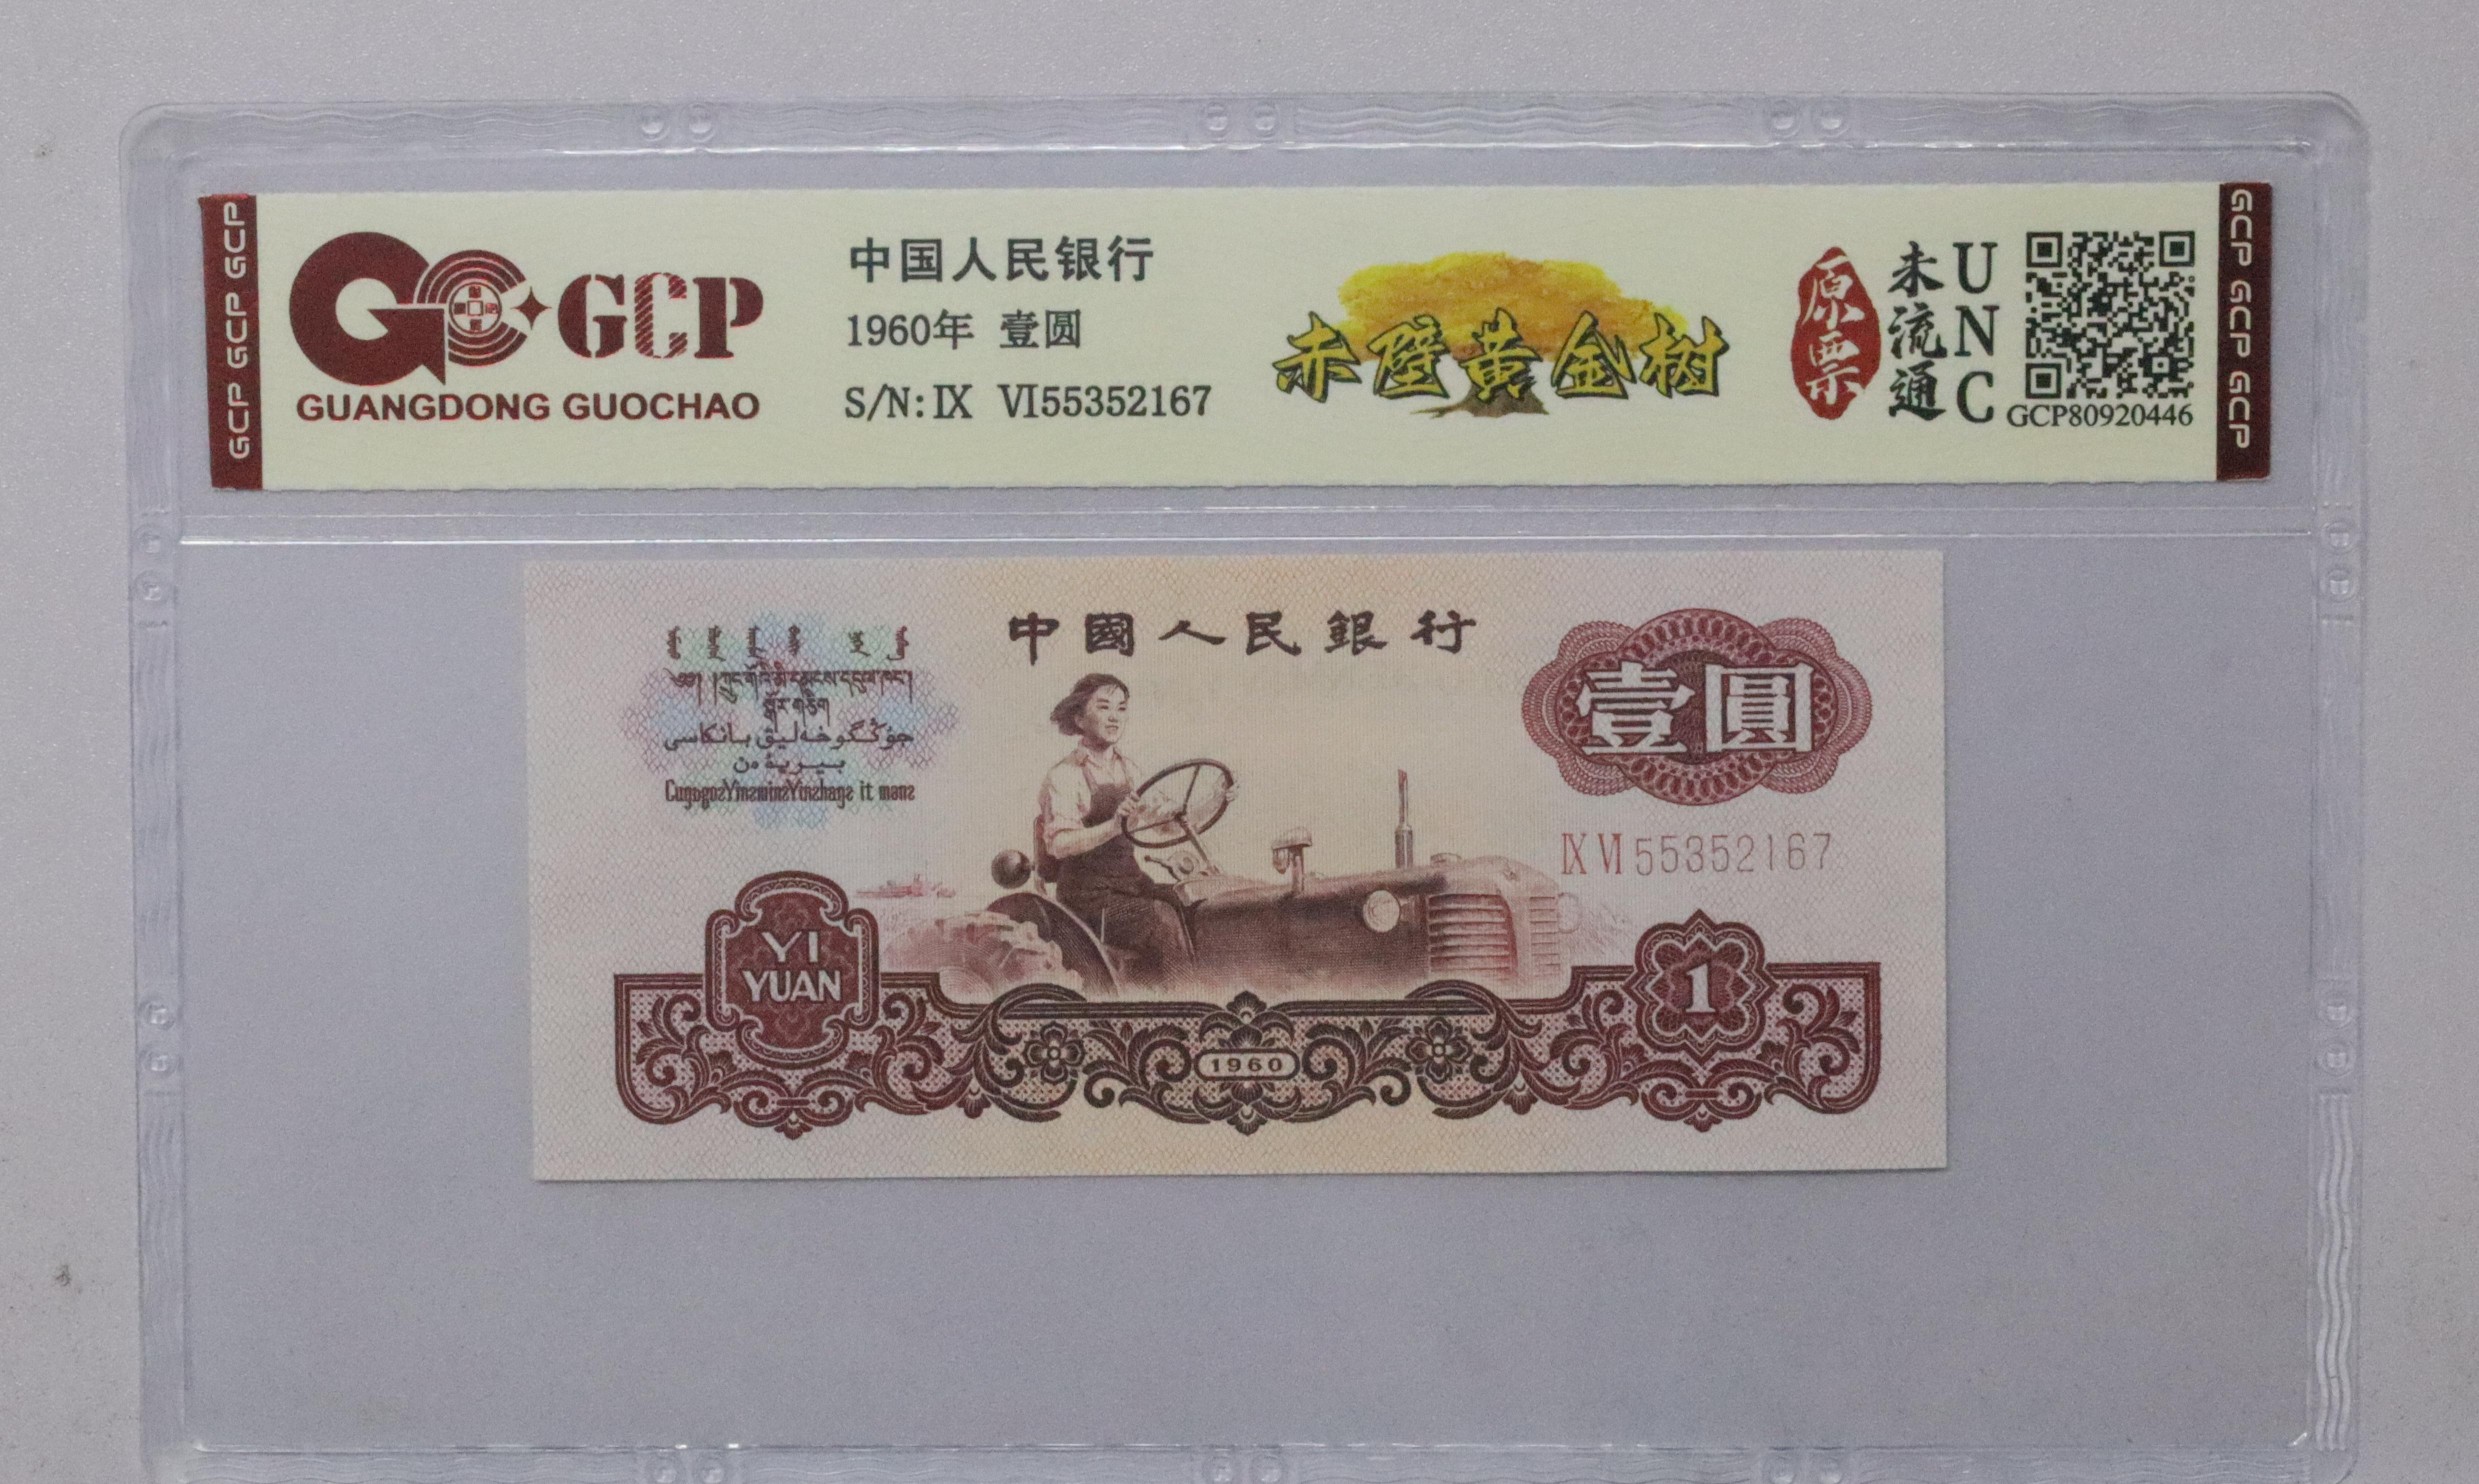 GCP GCP GCP
GCP
GUANGDONG GUOCHAO
中国人民银行
1960年 壹圆
S/N: IX VI55352167
赤壁黄金树
原票
未流通
UNC
GCP80920446
GCP GCP GCP
中國人民銀行
壹圓
IX VI 55352167
YI
YUAN
1
1960